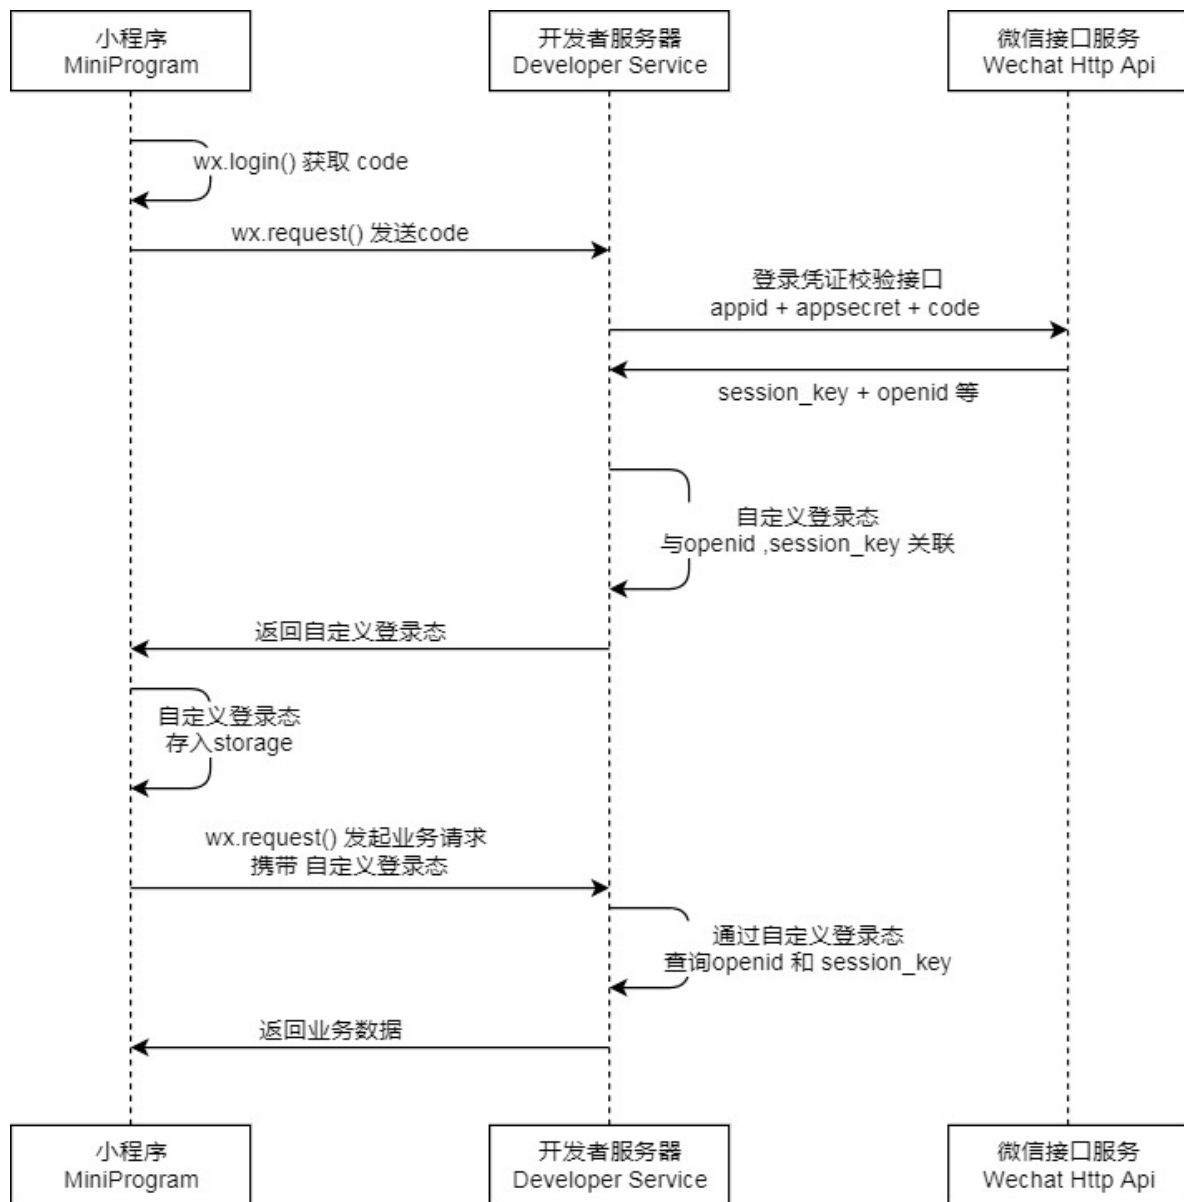 小程序
MiniProgram
开发者服务器
Developer Service
微信接口服务
Wechat Http Api
wx.login() 获取 code
wx.request() 发送code
登录凭证校验接口
appid + appsecret + code
session_key + openid 等
自定义登录态
与openid ,session_key 关联
返回自定义登录态
自定义登录态
存入storage
wx.request() 发起业务请求
携带 自定义登录态
通过自定义登录态
查询openid 和 session_key
返回业务数据
小程序
MiniProgram
开发者服务器
Developer Service
微信接口服务
Wechat Http Api